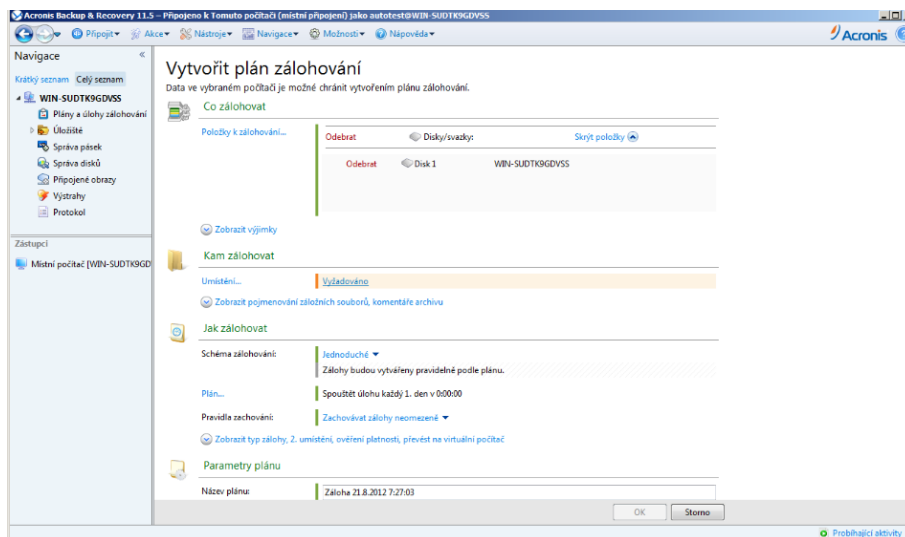 Acronis Backup & Recovery 11.5 – Připojeno k Tomuto počítači (místní připojení) jako autotest@WIN-SUDTK9GDVSS
Připojit Akce Nástroje Navigace Možnosti Nápověda Acronis
Navigace
Krátký seznam Celý seznam
WIN-SUDTK9GDVSS
Plány a úlohy zálohování
Úložiště
Správa pásek
Správa disků
Připojené obrazy
Výstrahy
Protokol
Zástupci
Místní počítač [WIN-SUDTK9GD
Vytvořit plán zálohování
Data ve vybraném počítači je možné chránit vytvořením plánu zálohování.
Co zálohovat
Položky k zálohování...
Odebrat Disky/svazky: Skrýt položky
Odebrat Disk 1 WIN-SUDTK9GDVSS
Zobrazit výjimky
Kam zálohovat
Umístění... Vyžadováno
Zobrazit pojmenování záložních souborů, komentáře archivu
Jak zálohovat
Schéma zálohování: Jednoduché
Zálohy budou vytvářeny pravidelně podle plánu.
Plán... Spouštět úlohu každý 1. den v 0:00:00
Pravidla zachování: Zachovávat zálohy neomezeně
Zobrazit typ zálohy, 2. umístění, ověření platnosti, převést na virtuální počítač
Parametry plánu
Název plánu: Záloha 21.8.2012 7:27:03
OK Storno
Probíhající aktivity